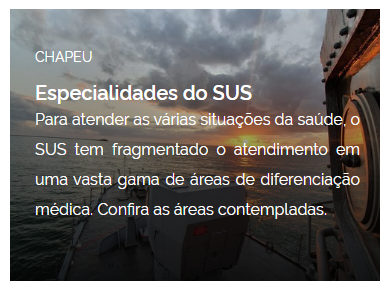 CHAPEU
Especialidades do SUS
Para atender as várias situações da saúde, o
SUS tem fragmentado o atendimento em
uma vasta gama de áreas de diferenciação
médica. Confira as áreas contempladas.